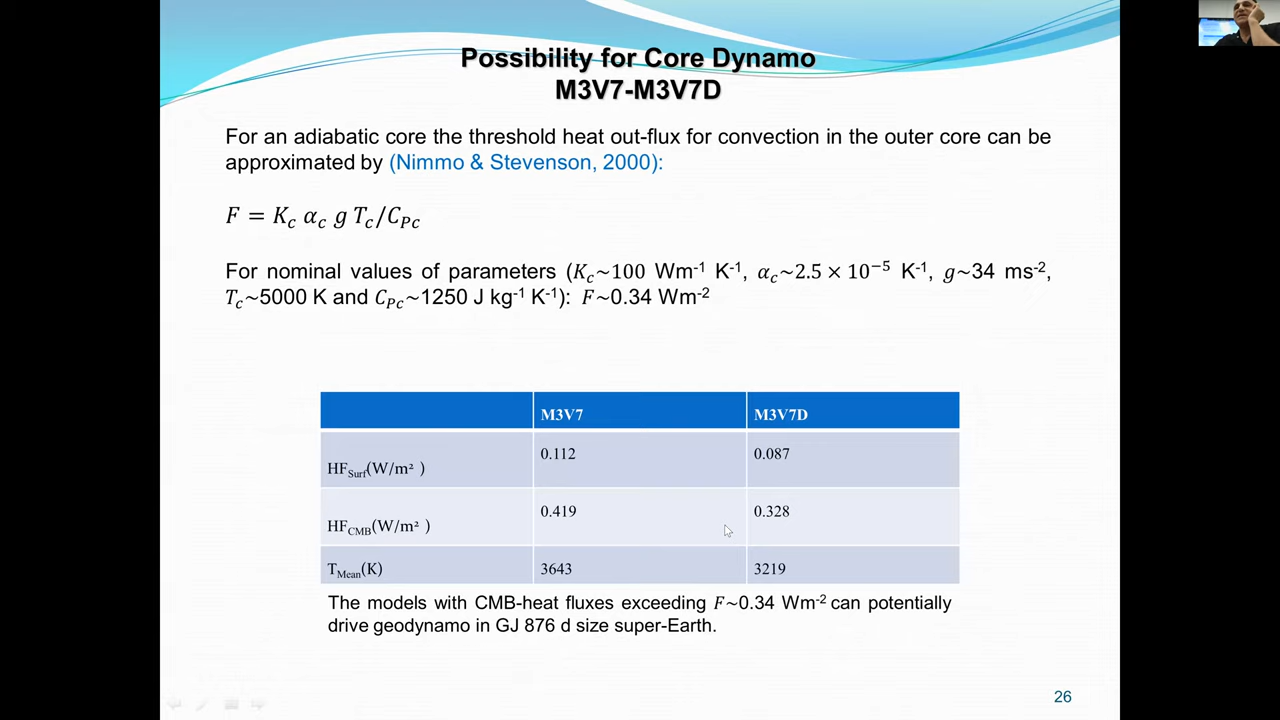 Possibility for Core Dynamo
M3V7-M3V7D
For an adiabatic core the threshold heat out-flux for convection in the outer core can be
approximated by (Nimmo & Stevenson, 2000):
𝐹 = 𝐾_c 𝛼_c 𝑔 𝑇_c/𝐶_Pc
For nominal values of parameters (𝐾_c~100 Wm⁻¹ K⁻¹, 𝛼_c~2.5 × 10⁻⁵ K⁻¹, 𝑔~34 ms⁻²,
𝑇_c~5000 K and 𝐶_Pc~1250 J kg⁻¹ K⁻¹): 𝐹~0.34 Wm⁻²
M3V7 M3V7D
HF_Surf(W/m²) 0.112 0.087
HF_CMB(W/m²) 0.419 0.328
T_Mean(K) 3643 3219
The models with CMB-heat fluxes exceeding 𝐹~0.34 Wm⁻² can potentially
drive geodynamo in GJ 876 d size super-Earth.
26